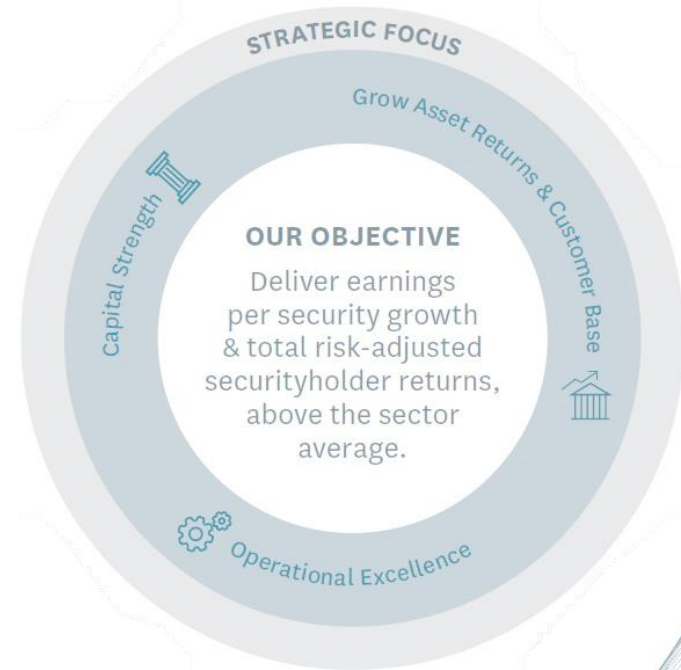 STRATEGIC FOCUS
Grow Asset Returns & Customer Base
Capital Strength
OUR OBJECTIVE
Deliver earnings
per security growth
& total risk-adjusted
securityholder returns,
above the sector
average.
Operational Excellence